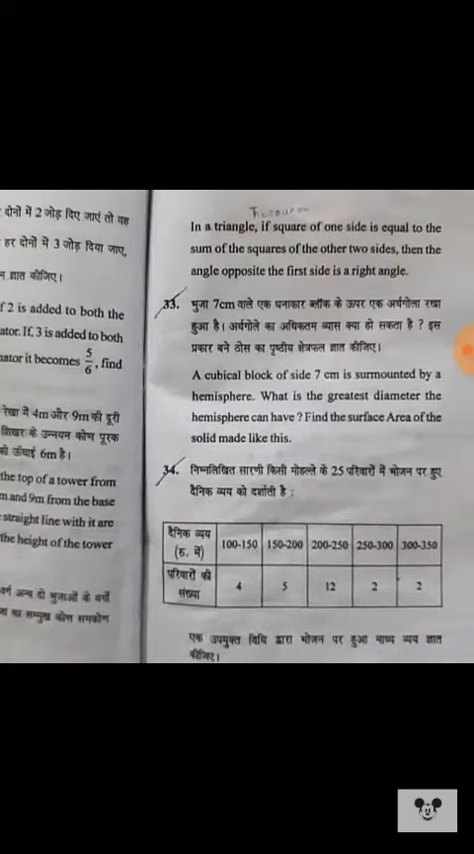 दोनों में 2 जोड़ दिए जाएं तो यह
हर दोनों में 3 जोड़ दिया जाए,
ज्ञात कीजिए।
f 2 is added to both the
ator. If, 3 is added to both
nator it becomes 5/6, find
रेखा में 4m और 9m की दूरी
शिखर के उन्नयन कोण पूरक
की ऊँचाई 6m है।
the top of a tower from
m and 9m from the base
straight line with it are
the height of the tower
वर्ग अन्य दो भुजाओं के वर्गों
का सम्मुख कोण समकोण
In a triangle, if square of one side is equal to the
sum of the squares of the other two sides, then the
angle opposite the first side is a right angle.
33. भुजा 7cm वाले एक घनाकार ब्लॉक के ऊपर एक अर्धगोला रखा
हुआ है। अर्धगोले का अधिकतम व्यास क्या हो सकता है ? इस
प्रकार बने ठोस का पृष्ठीय क्षेत्रफल ज्ञात कीजिए।
A cubical block of side 7 cm is surmounted by a
hemisphere. What is the greatest diameter the
hemisphere can have ? Find the surface Area of the
solid made like this.
34. निम्नलिखित सारणी किसी मोहल्ले के 25 परिवारों में भोजन पर हुए
दैनिक व्यय को दर्शाती है :
दैनिक व्यय
(रु. में) 100-150 150-200 200-250 250-300 300-350
परिवारों की
संख्या 4 5 12 2 2
एक उपयुक्त विधि द्वारा भोजन पर हुआ माध्य व्यय ज्ञात
कीजिए।